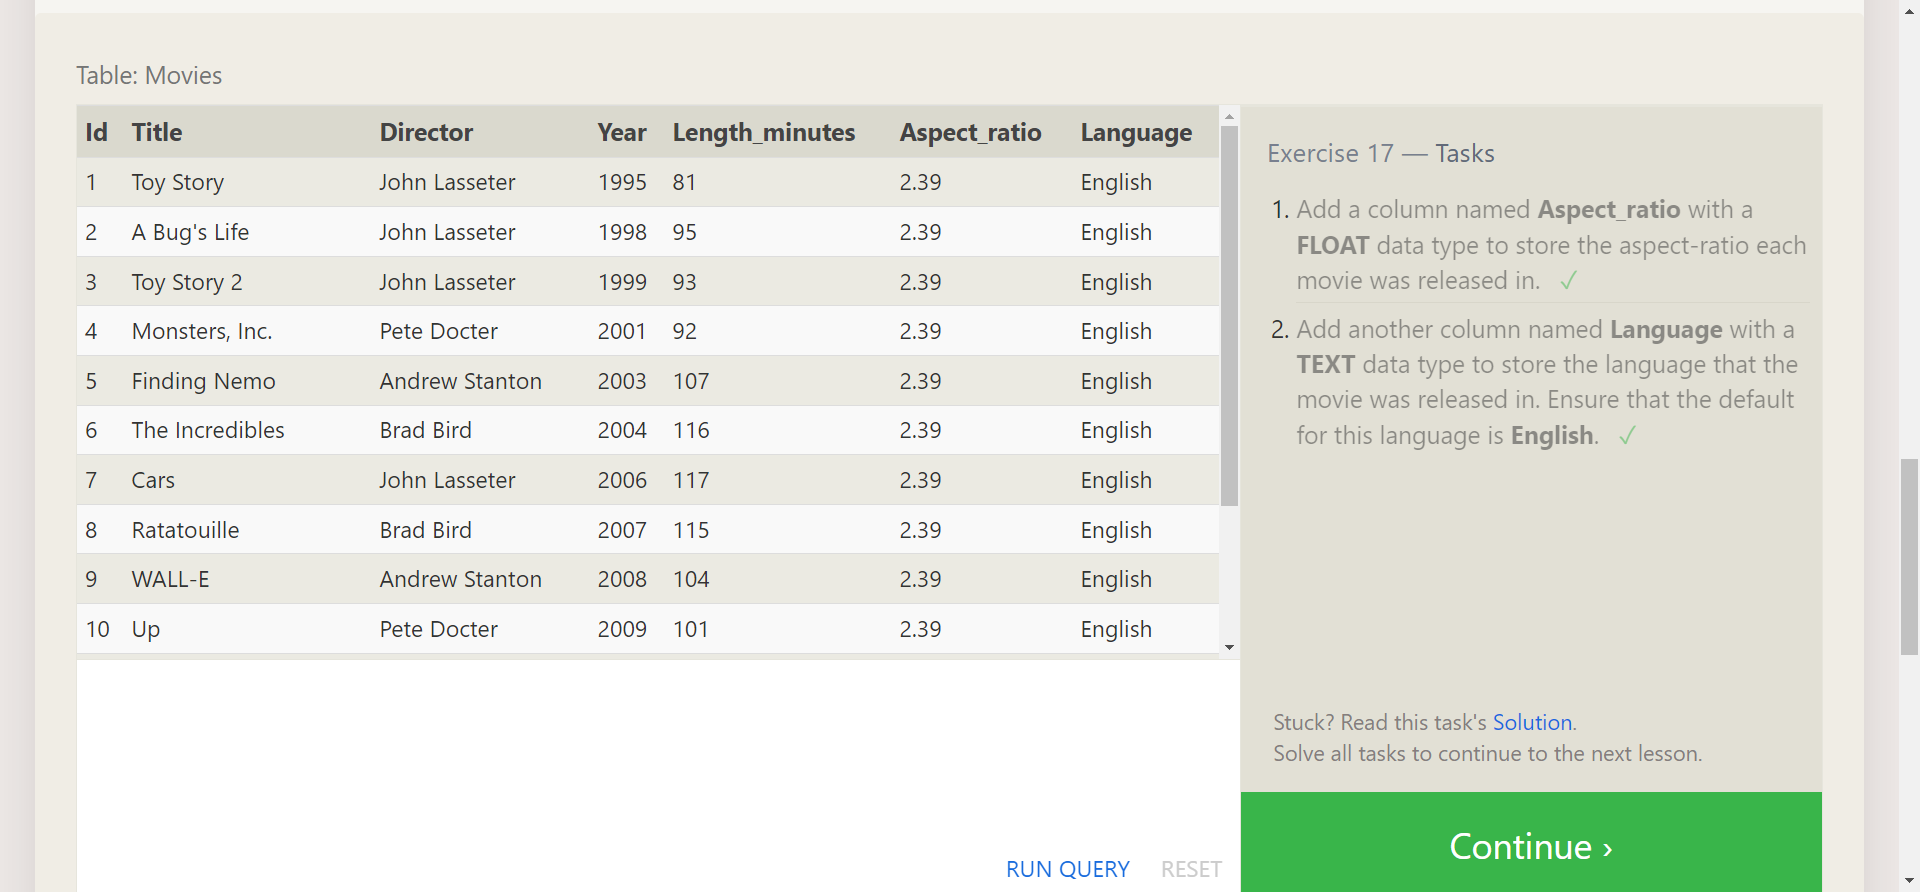 Table: Movies
Id Title Director Year Length_minutes Aspect_ratio Language
1 Toy Story John Lasseter 1995 81 2.39 English
2 A Bug's Life John Lasseter 1998 95 2.39 English
3 Toy Story 2 John Lasseter 1999 93 2.39 English
4 Monsters, Inc. Pete Docter 2001 92 2.39 English
5 Finding Nemo Andrew Stanton 2003 107 2.39 English
6 The Incredibles Brad Bird 2004 116 2.39 English
7 Cars John Lasseter 2006 117 2.39 English
8 Ratatouille Brad Bird 2007 115 2.39 English
9 WALL-E Andrew Stanton 2008 104 2.39 English
10 Up Pete Docter 2009 101 2.39 English
RUN QUERY RESET
Exercise 17 — Tasks
1. Add a column named Aspect_ratio with a
FLOAT data type to store the aspect-ratio each
movie was released in. ✓
2. Add another column named Language with a
TEXT data type to store the language that the
movie was released in. Ensure that the default
for this language is English. ✓
Stuck? Read this task's Solution.
Solve all tasks to continue to the next lesson.
Continue ›